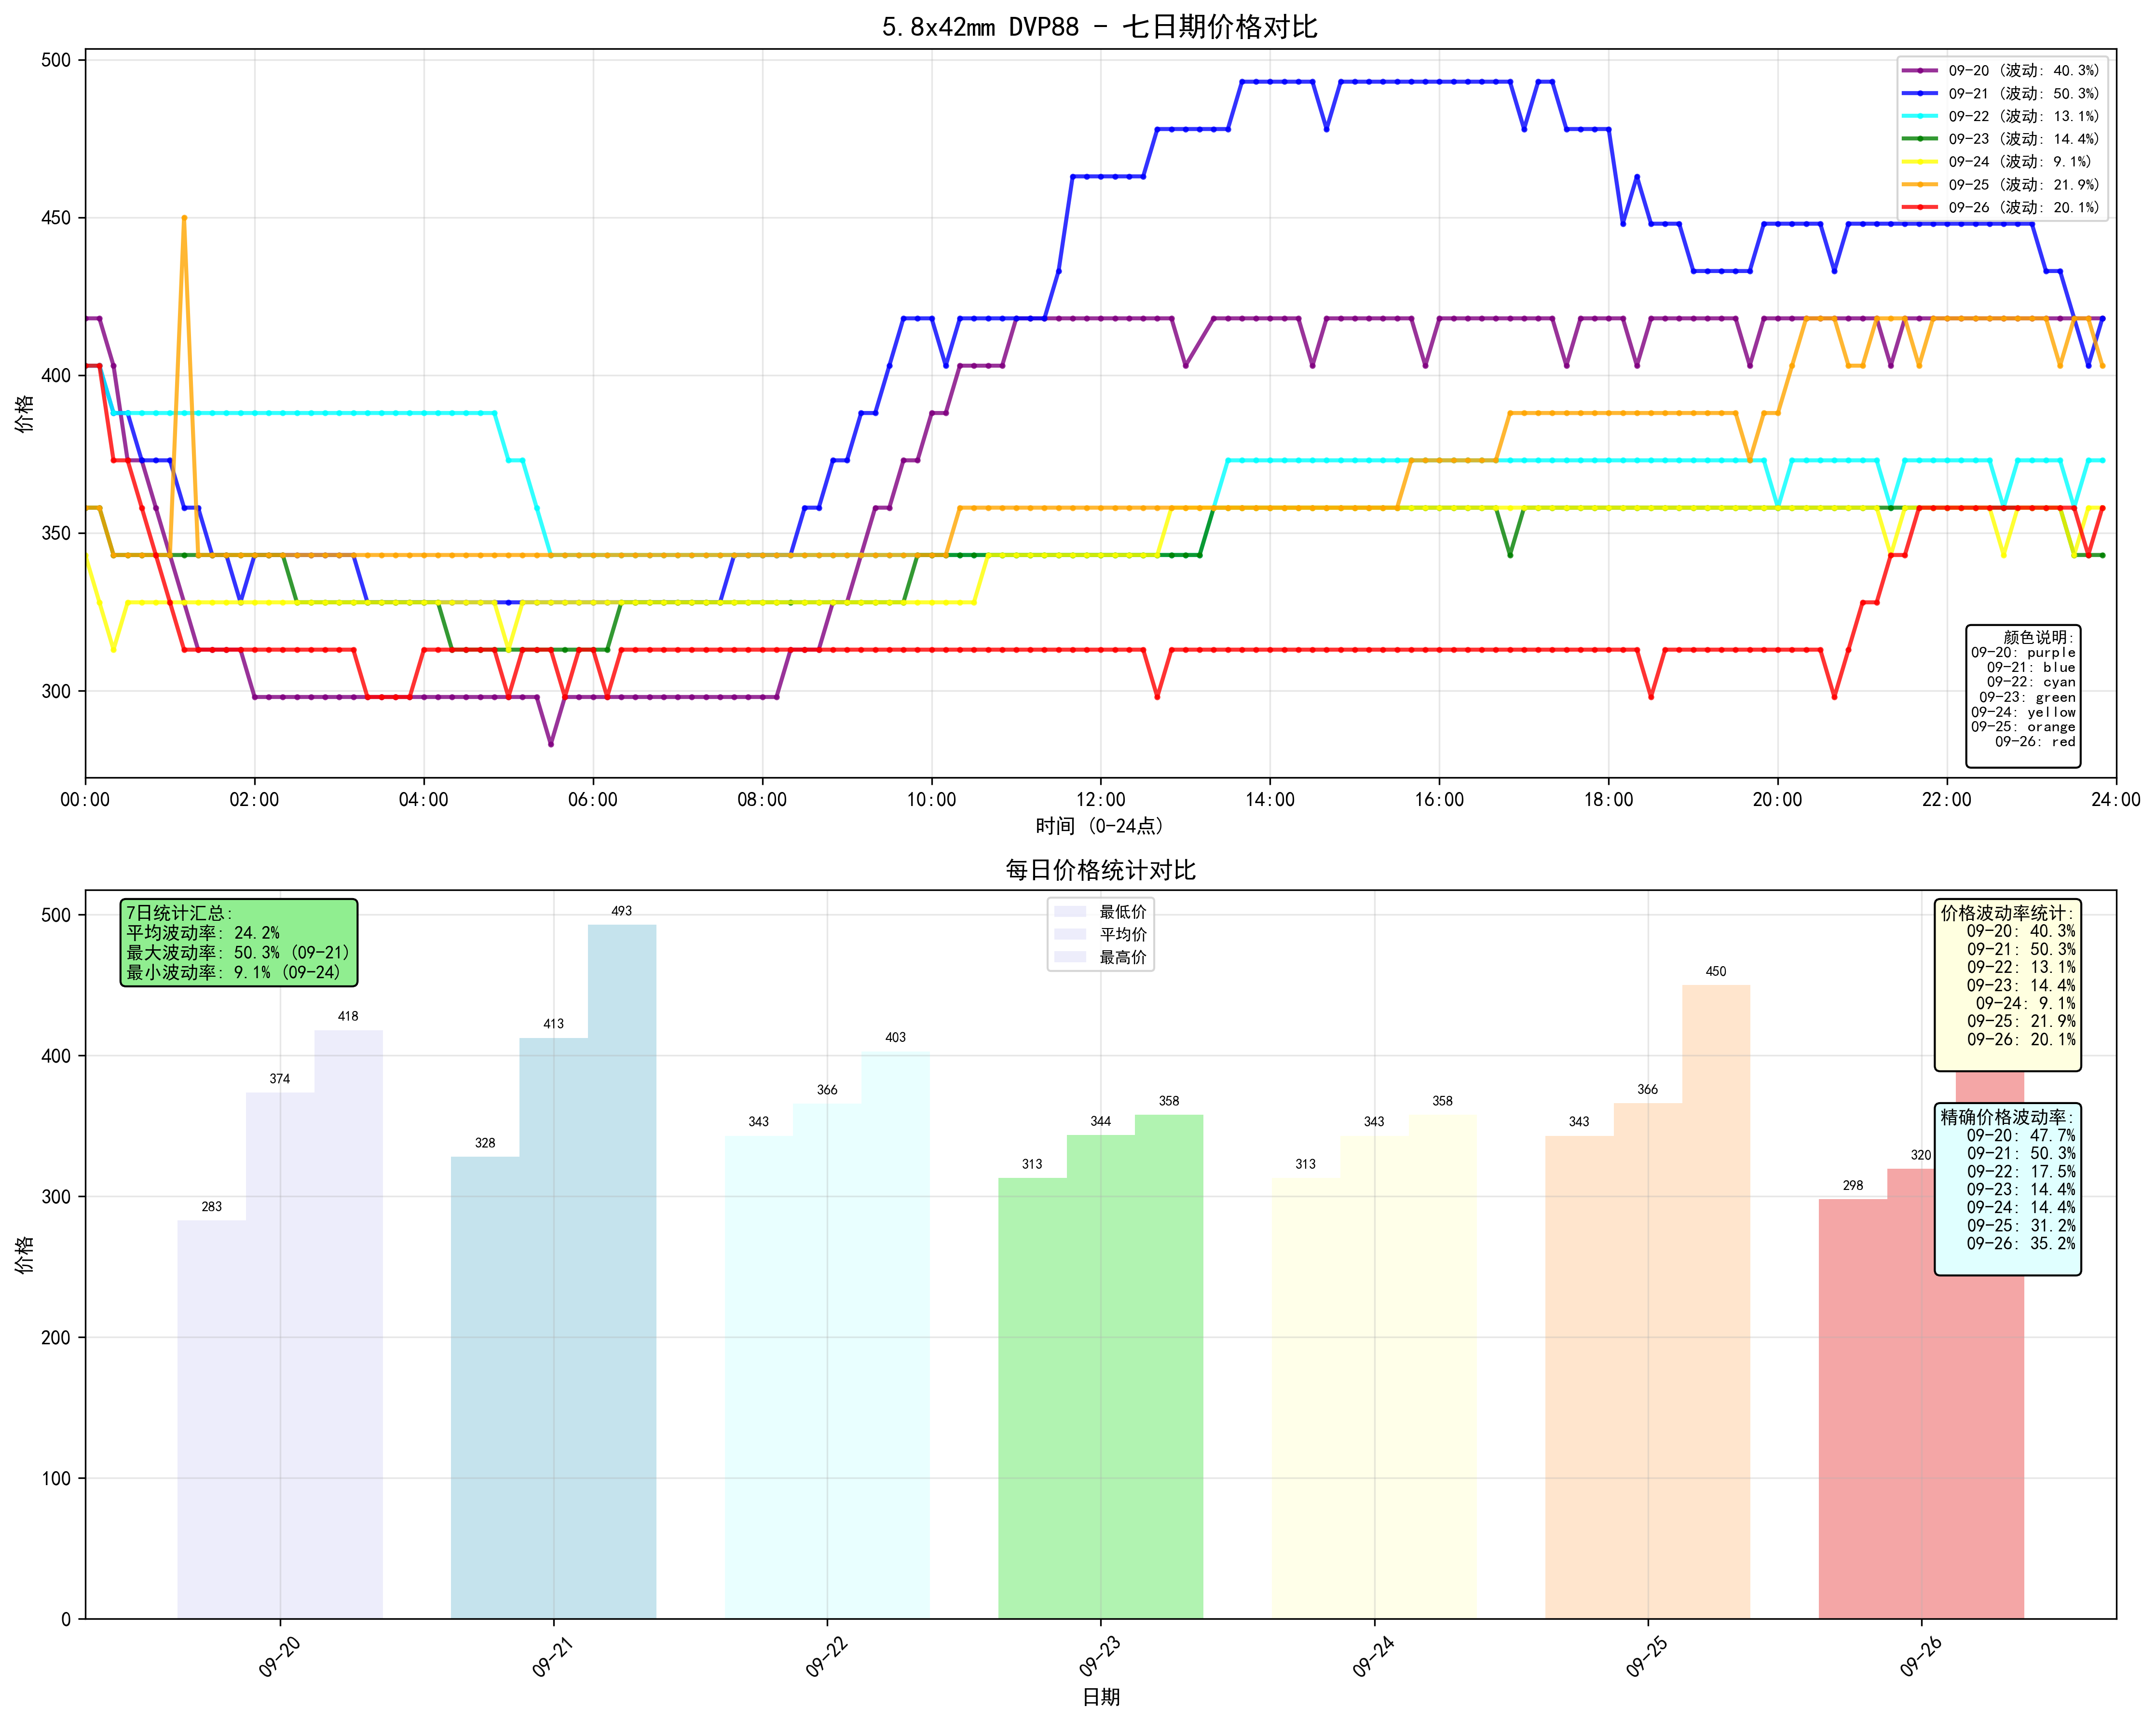 5.8x42mm DVP88 - 七日期价格对比
500
450
400
350
300
价格
09-20 (波动: 40.3%)
09-21 (波动: 50.3%)
09-22 (波动: 13.1%)
09-23 (波动: 14.4%)
09-24 (波动: 9.1%)
09-25 (波动: 21.9%)
09-26 (波动: 20.1%)
颜色说明:
09-20: purple
09-21: blue
09-22: cyan
09-23: green
09-24: yellow
09-25: orange
09-26: red
00:00 02:00 04:00 06:00 08:00 10:00 12:00 14:00 16:00 18:00 20:00 22:00 24:00
时间 (0-24点)
每日价格统计对比
500
400
300
200
100
0
价格
7日统计汇总:
平均波动率: 24.2%
最大波动率: 50.3% (09-21)
最小波动率: 9.1% (09-24)
最低价
平均价
最高价
价格波动率统计:
09-20: 40.3%
09-21: 50.3%
09-22: 13.1%
09-23: 14.4%
09-24: 9.1%
09-25: 21.9%
09-26: 20.1%
精确价格波动率:
09-20: 47.7%
09-21: 50.3%
09-22: 17.5%
09-23: 14.4%
09-24: 14.4%
09-25: 31.2%
09-26: 35.2%
283 374 418
328 413 493
343 366 403
313 344 358
313 343 358
343 366 450
298 320
09-20 09-21 09-22 09-23 09-24 09-25 09-26
日期